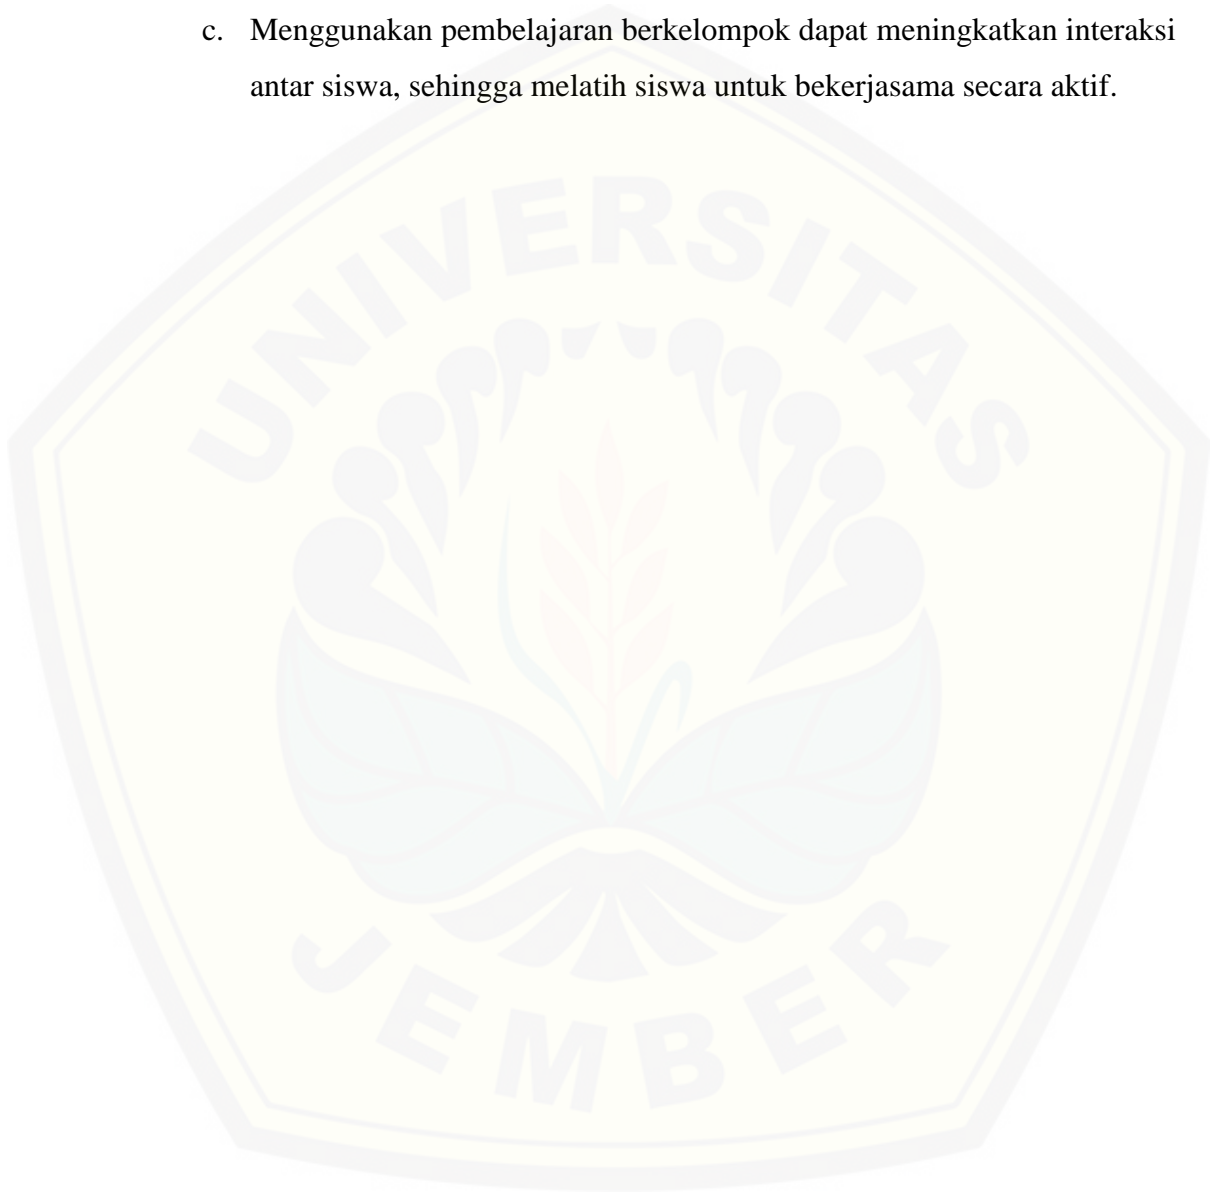 c. Menggunakan pembelajaran berkelompok dapat meningkatkan interaksi
antar siswa, sehingga melatih siswa untuk bekerjasama secara aktif.
UNIVERSITAS
JEMBER